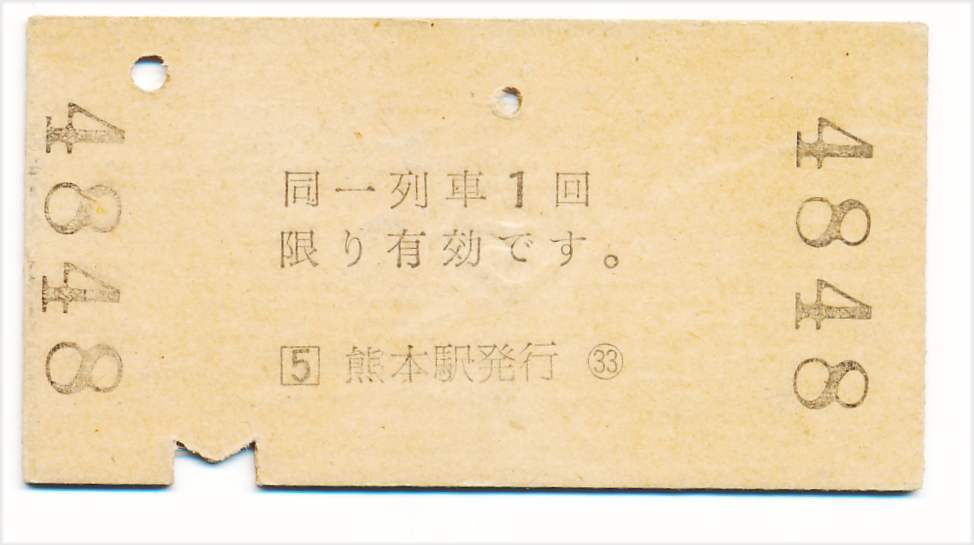 4848
同一列車1回
限り有効です。
5 熊本駅発行 ㉝
4848